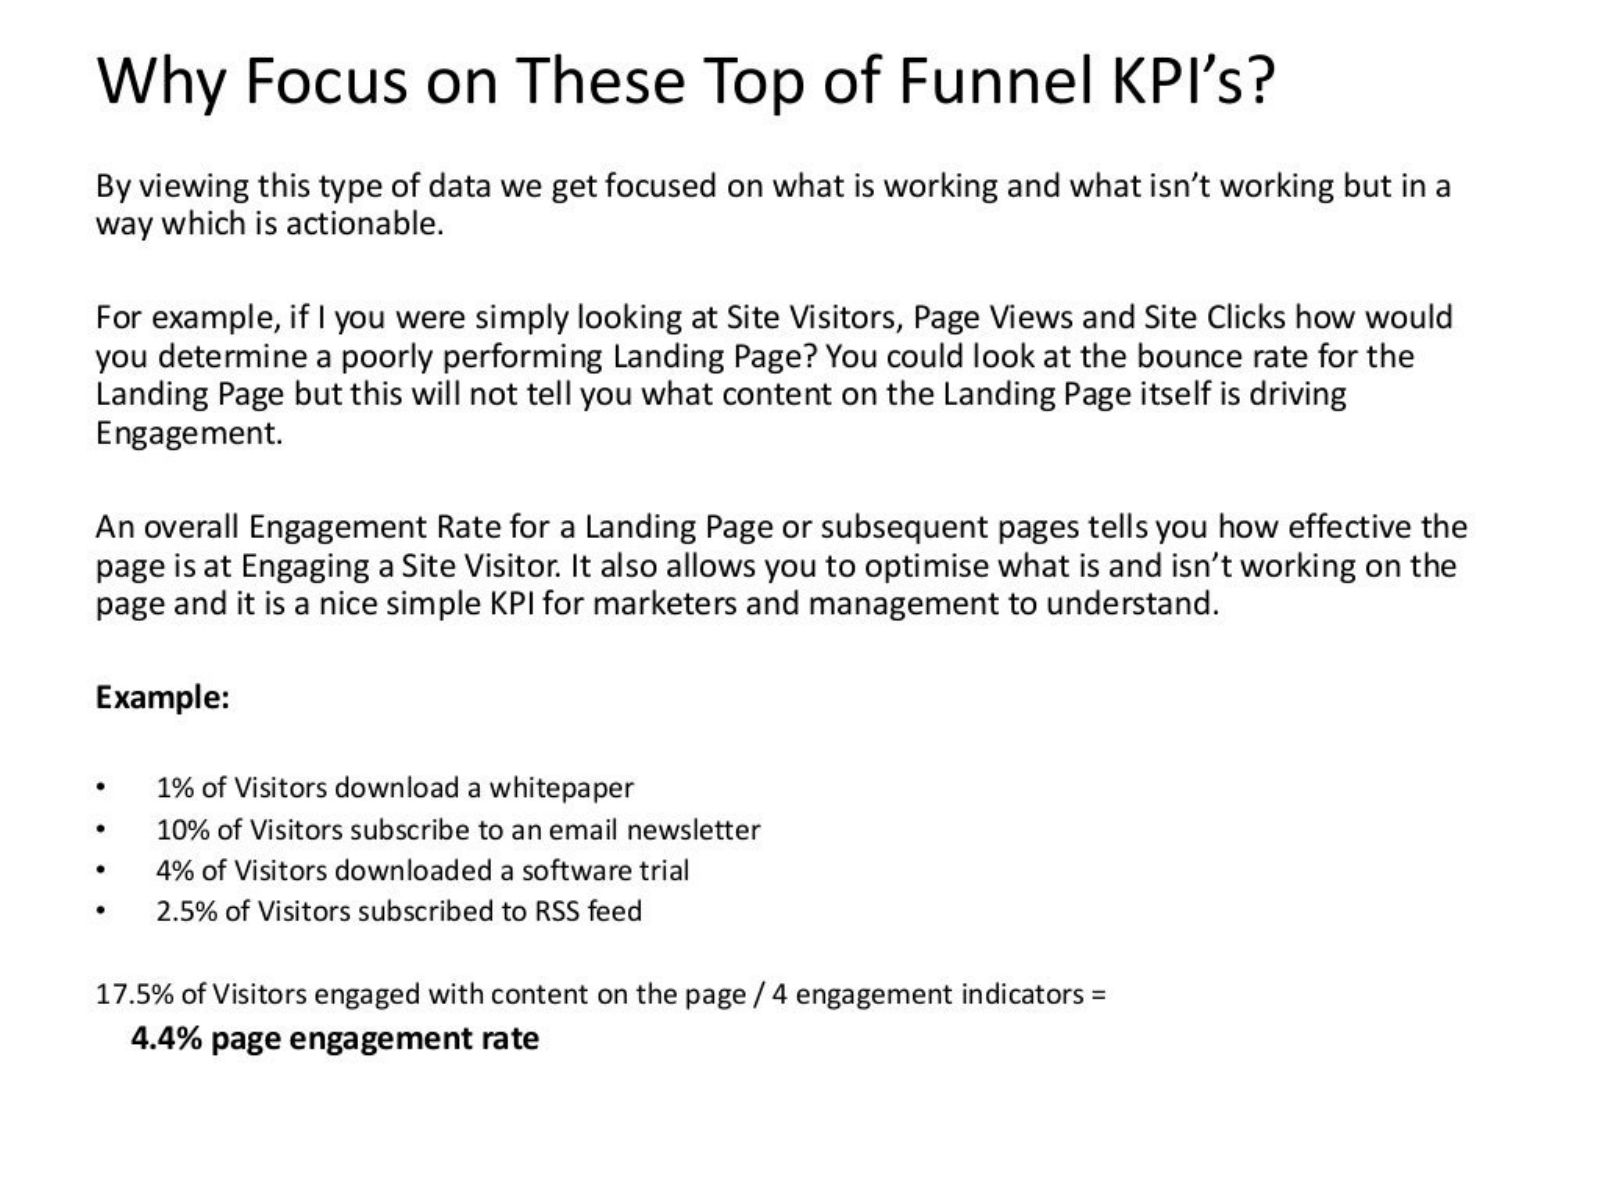 Why Focus on These Top of Funnel KPI’s?
By viewing this type of data we get focused on what is working and what isn’t working but in a
way which is actionable.
For example, if I you were simply looking at Site Visitors, Page Views and Site Clicks how would
you determine a poorly performing Landing Page? You could look at the bounce rate for the
Landing Page but this will not tell you what content on the Landing Page itself is driving
Engagement.
An overall Engagement Rate for a Landing Page or subsequent pages tells you how effective the
page is at Engaging a Site Visitor. It also allows you to optimise what is and isn’t working on the
page and it is a nice simple KPI for marketers and management to understand.
Example:
• 1% of Visitors download a whitepaper
• 10% of Visitors subscribe to an email newsletter
• 4% of Visitors downloaded a software trial
• 2.5% of Visitors subscribed to RSS feed
17.5% of Visitors engaged with content on the page / 4 engagement indicators =
4.4% page engagement rate